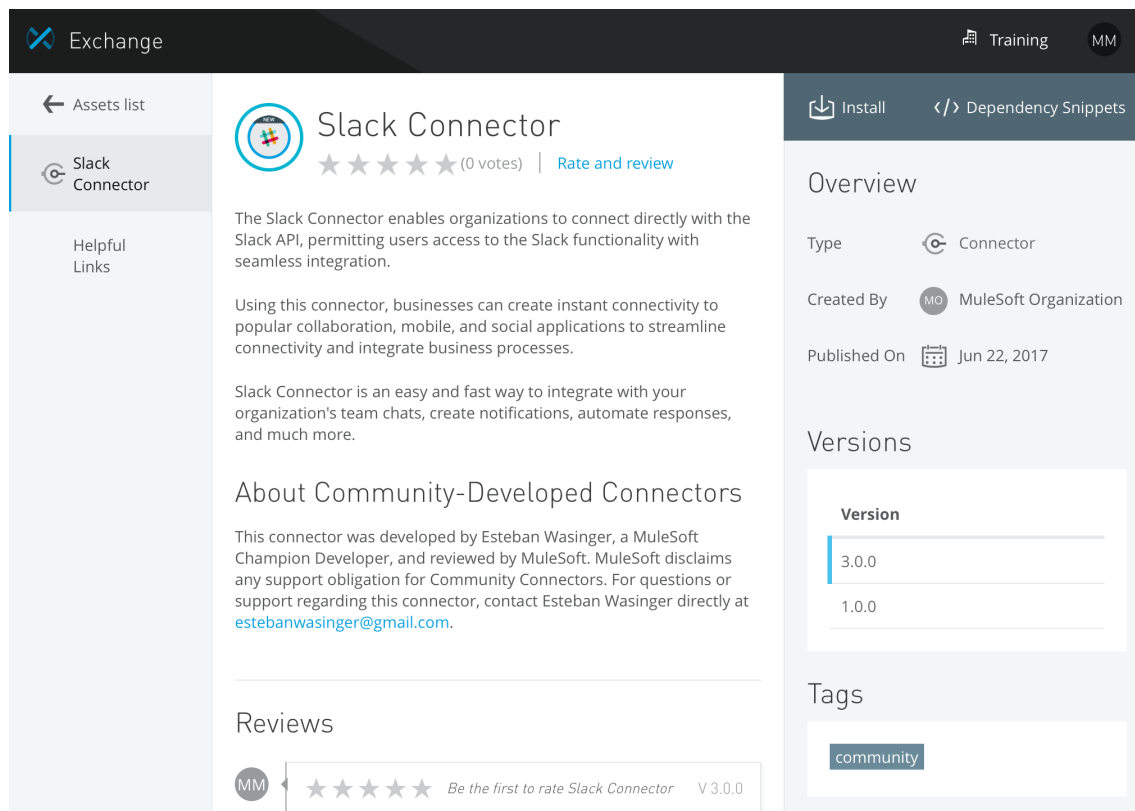 Exchange
Training
MM
Assets list
Slack
Connector
Helpful
Links
NEW
Slack Connector
(0 votes)
Rate and review
The Slack Connector enables organizations to connect directly with the
Slack API, permitting users access to the Slack functionality with
seamless integration.
Using this connector, businesses can create instant connectivity to
popular collaboration, mobile, and social applications to streamline
connectivity and integrate business processes.
Slack Connector is an easy and fast way to integrate with your
organization's team chats, create notifications, automate responses,
and much more.
About Community-Developed Connectors
This connector was developed by Esteban Wasinger, a MuleSoft
Champion Developer, and reviewed by MuleSoft. MuleSoft disclaims
any support obligation for Community Connectors. For questions or
support regarding this connector, contact Esteban Wasinger directly at
estebanwasinger@gmail.com.
Reviews
MM
Be the first to rate Slack Connector
V 3.0.0
Install
</> Dependency Snippets
Overview
Type
Connector
Created By
MO
MuleSoft Organization
Published On
Jun 22, 2017
Versions
Version
3.0.0
1.0.0
Tags
community